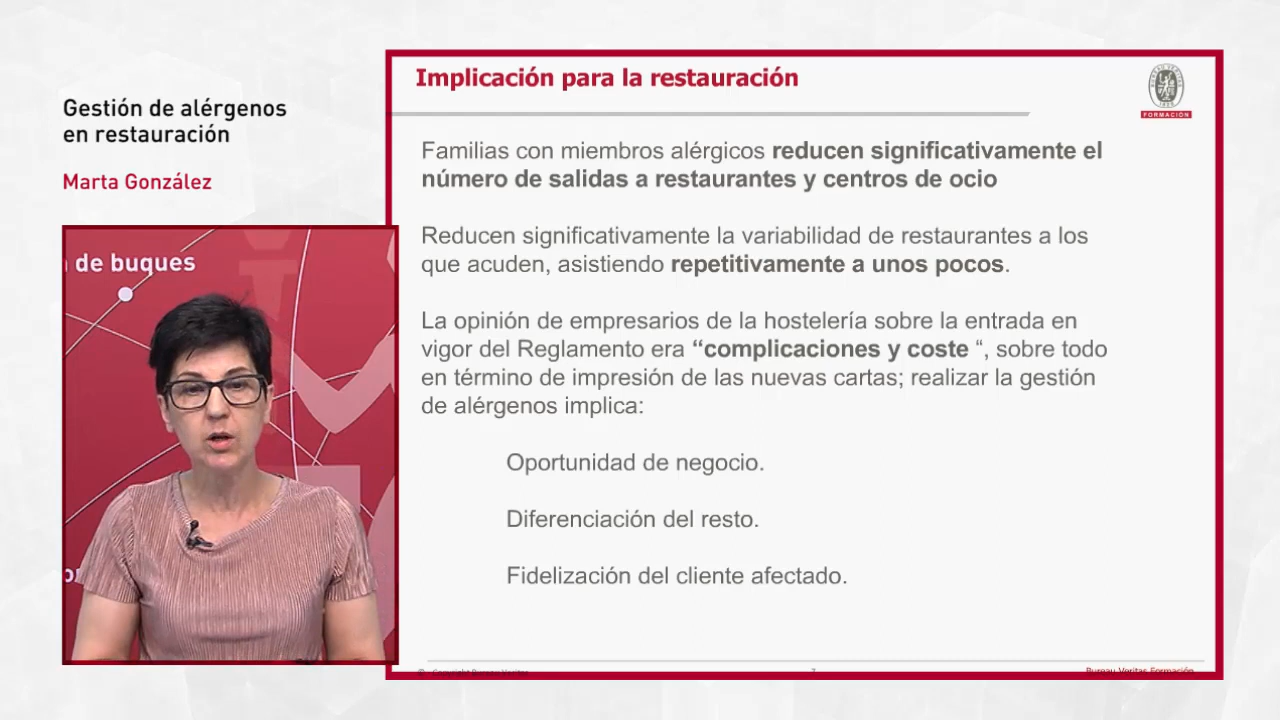 Gestión de alérgenos
en restauración
Marta González
de buques
Implicación para la restauración
FORMACIÓN
Familias con miembros alérgicos reducen significativamente el
número de salidas a restaurantes y centros de ocio
Reducen significativamente la variabilidad de restaurantes a los
que acuden, asistiendo repetitivamente a unos pocos.
La opinión de empresarios de la hostelería sobre la entrada en
vigor del Reglamento era “complicaciones y coste “, sobre todo
en término de impresión de las nuevas cartas; realizar la gestión
de alérgenos implica:
Oportunidad de negocio.
Diferenciación del resto.
Fidelización del cliente afectado.
© - Copyright Bureau Veritas
7
Bureau Veritas Formación